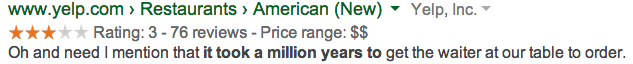 www.yelp.com › Restaurants › American (New) ▼ Yelp, Inc. ▼
Rating: 3 - 76 reviews - Price range: $$
Oh and need I mention that it took a million years to get the waiter at our table to order.